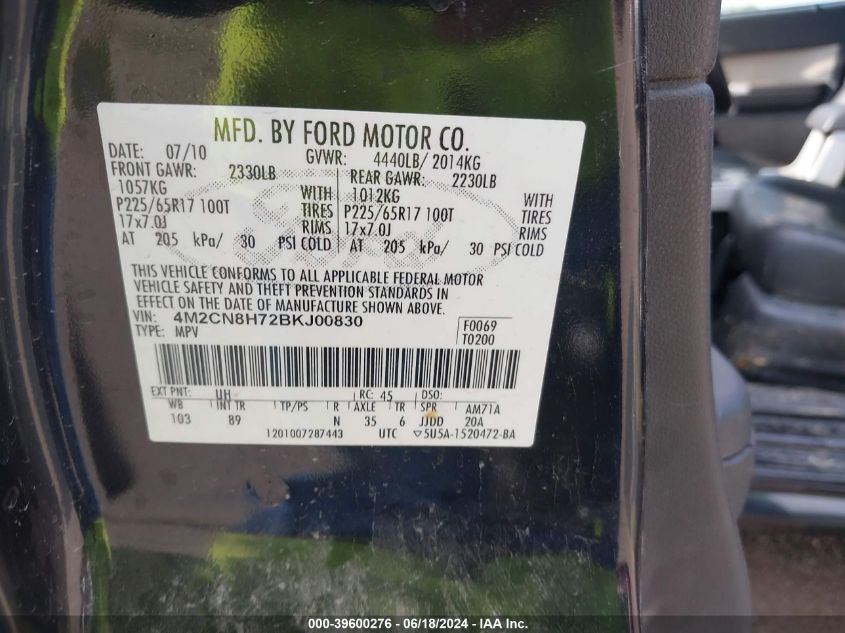 MFD. BY FORD MOTOR CO.
DATE: 07/10 GVWR: 4440LB/ 2014KG
FRONT GAWR: 2330LB REAR GAWR: 2230LB
1057KG WITH 1012KG WITH
P225/65R17 100T TIRES P225/65R17 100T TIRES
17x7.0J RIMS 17x7.0J RIMS
AT 205 kPa/ 30 PSI COLD AT 205 kPa/ 30 PSI COLD
Ford
THIS VEHICLE CONFORMS TO ALL APPLICABLE FEDERAL MOTOR
VEHICLE SAFETY AND THEFT PREVENTION STANDARDS IN
EFFECT ON THE DATE OF MANUFACTURE SHOWN ABOVE.
VIN: 4M2CN8H72BKJ00830 F0069
TYPE: MPV T0200
EXT PNT: UH RC: 45 DSO:
WB INT TR TP/PS R AXLE TR SPR AM71A
103 89 N 35 6 JJDD 20A
1201007287443 UTC ▽5U5A-1520472-BA
000-39600276 - 06/18/2024 - IAA Inc.